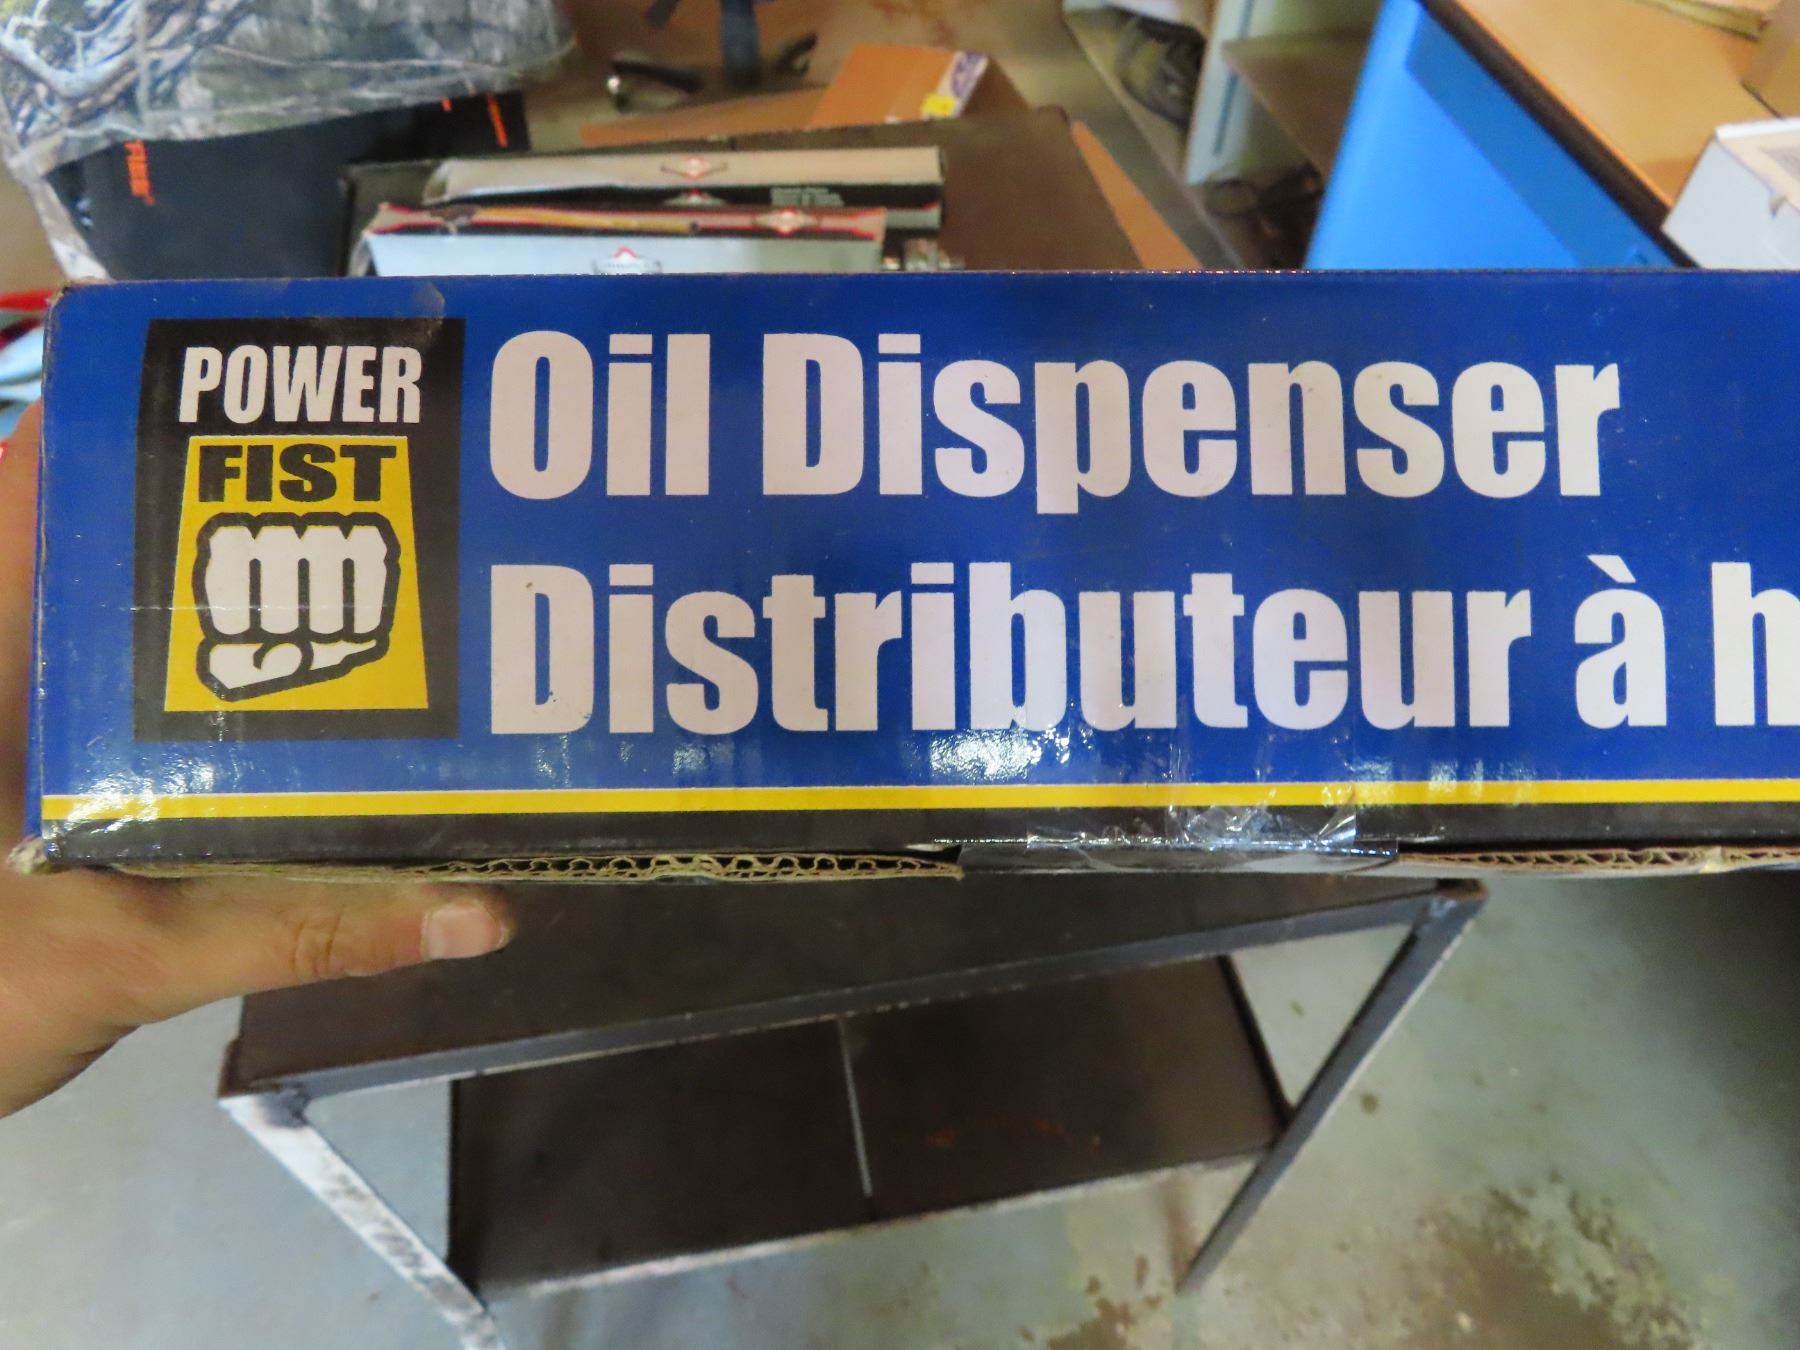 POWER
FIST
Oil Dispenser
Distributeur à h